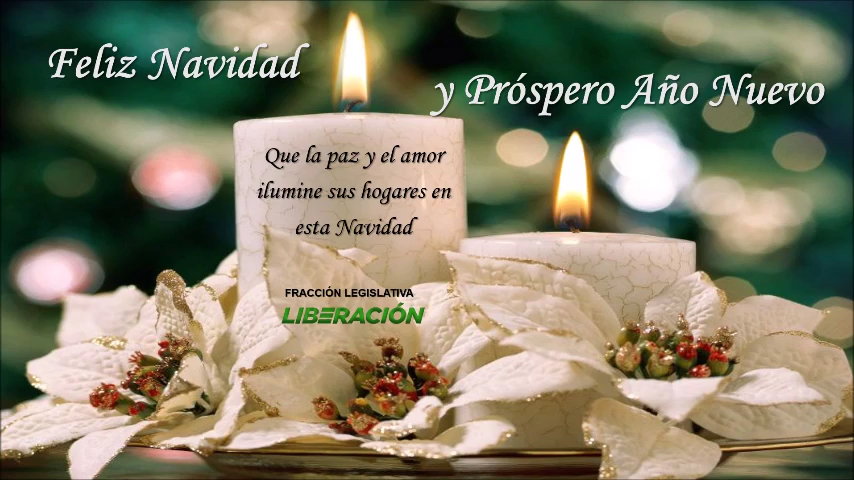 Feliz Navidad
y Próspero Año Nuevo
Que la paz y el amor
ilumine sus hogares en
esta Navidad
FRACCIÓN LEGISLATIVA
LIBERACIÓN